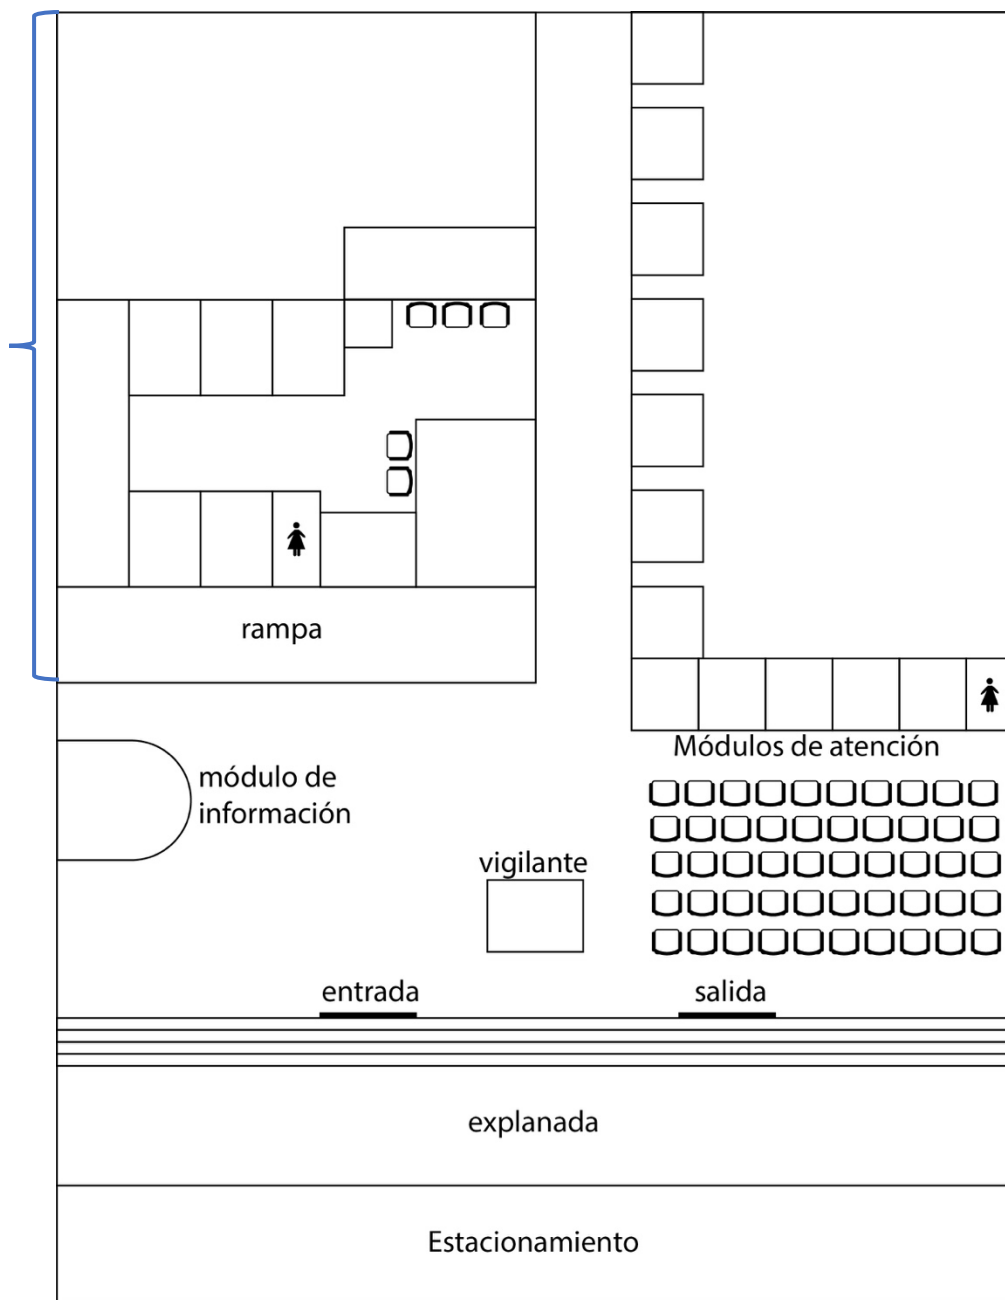 rampa
Módulos de atención
módulo de
información
vigilante
entrada
salida
explanada
Estacionamiento